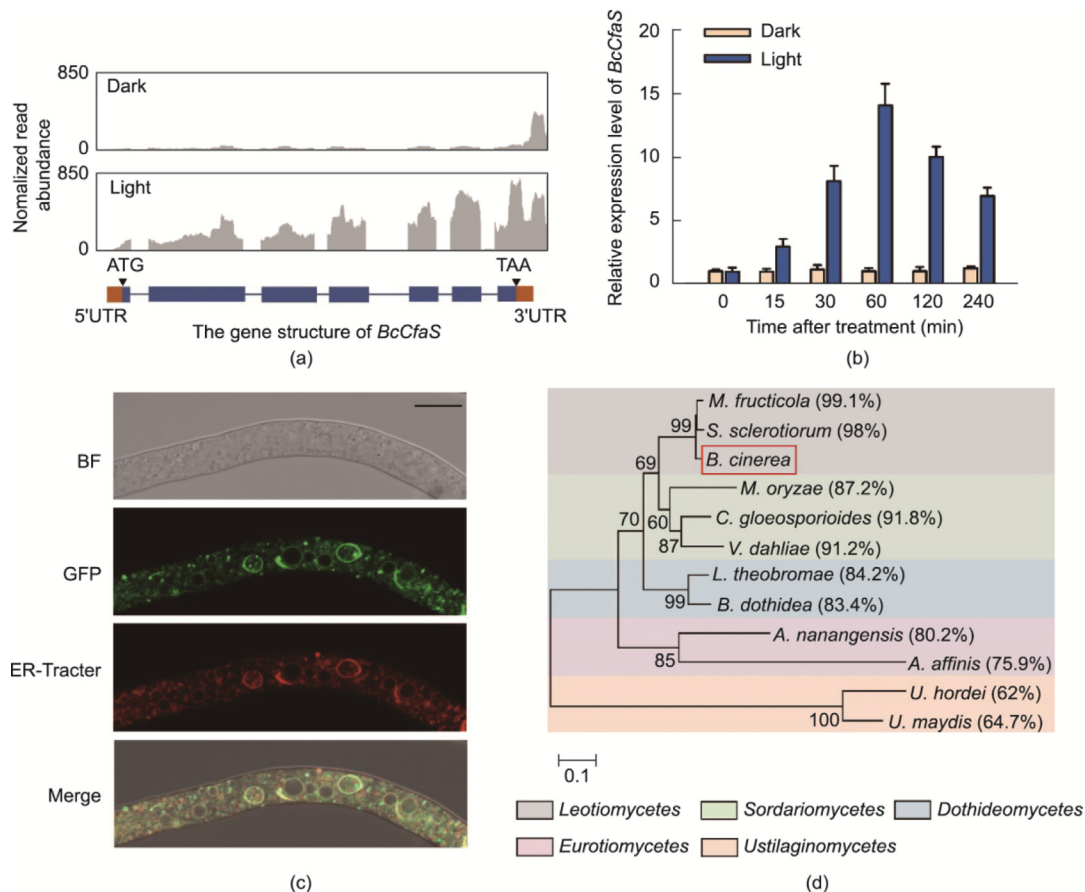 850
Dark
0
850
Light
0
Nomalized read
abundance
ATG
TAA
5'UTR
3'UTR
The gene structure of BcCfaS
(a)
20
15
10
5
0
Relative expression level of BcCfaS
Dark
Light
0 15 30 60 120 240
Time after treatment (min)
(b)
BF
GFP
ER-Tracter
Merge
(c)
M. fructicola (99.1%)
99
S. sclerotiorum (98%)
B. cinerea
69
M. oryzae (87.2%)
70
60
C. gloeosporioides (91.8%)
87
V. dahliae (91.2%)
L. theobromae (84.2%)
99
B. dothidea (83.4%)
A. nanangensis (80.2%)
85
A. affinis (75.9%)
U. hordei (62%)
100
U. maydis (64.7%)
0.1
Leotiomycetes Sordariomycetes Dothideomycetes
Eurotiomycetes Ustilaginomycetes
(d)